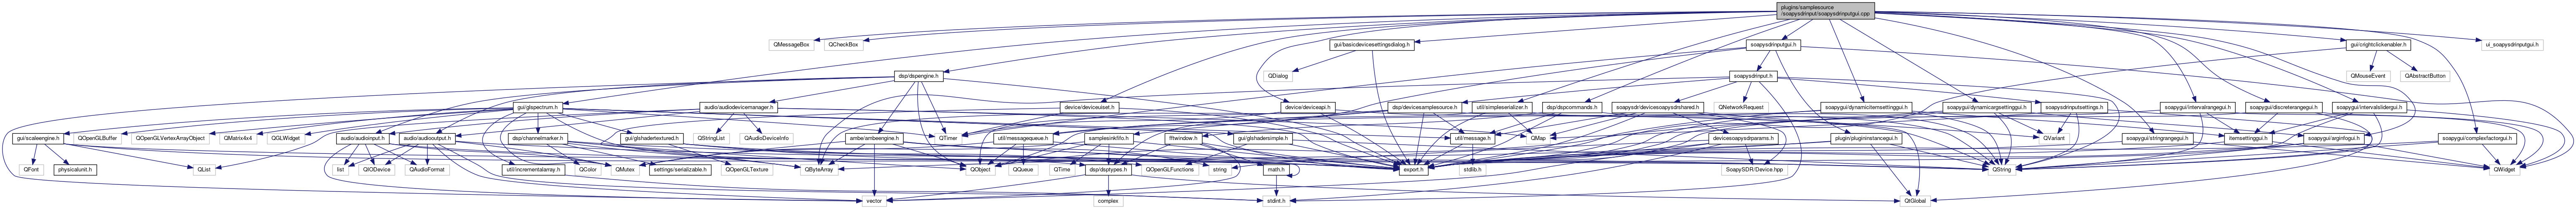 plugins/samplesource
/soapysdrinput/soapysdrinputgui.cpp
QMessageBox
QCheckBox
gui/basicdevicesettingsdialog.h
soapysdrinputgui.h
gui/crightclickenabler.h
ui_soapysdrinputgui.h
dsp/dspengine.h
QDialog
soapysdrinput.h
QMouseEvent
QAbstractButton
gui/glspectrum.h
audio/audiodevicemanager.h
device/deviceuiset.h
device/deviceapi.h
dsp/devicesamplesource.h
util/simpleserializer.h
dsp/dspcommands.h
soapysdr/devicesoapysdrshared.h
QNetworkRequest
soapygui/dynamicitemsettinggui.h
soapygui/dynamicargsettinggui.h
soapysdrinputsettings.h
soapygui/intervalrangegui.h
soapygui/discreterangegui.h
soapygui/intervalslidergui.h
gui/scaleengine.h
QOpenGLBuffer
QOpenGLVertexArrayObject
QMatrix4x4
QGLWidget
audio/audioinput.h
audio/audiooutput.h
dsp/channelmarker.h
gui/glshadertextured.h
QStringList
QAudioDeviceInfo
ambe/ambeengine.h
QTimer
util/messagequeue.h
samplesinkfifo.h
fftwindow.h
gui/glshadersimple.h
util/message.h
QMap
devicesoapysdrparams.h
plugin/plugininstancegui.h
QVariant
soapygui/stringrangegui.h
itemsettinggui.h
soapygui/arginfogui.h
soapygui/complexfactorgui.h
QFont
physicalunit.h
QList
list
QIODevice
QAudioFormat
util/incrementalarray.h
QColor
QMutex
settings/serializable.h
QOpenGLTexture
QByteArray
QObject
QQueue
QTime
dsp/dsptypes.h
QOpenGLFunctions
string
math.h
export.h
stdlib.h
SoapySDR/Device.hpp
QString
QWidget
vector
complex
stdint.h
QtGlobal